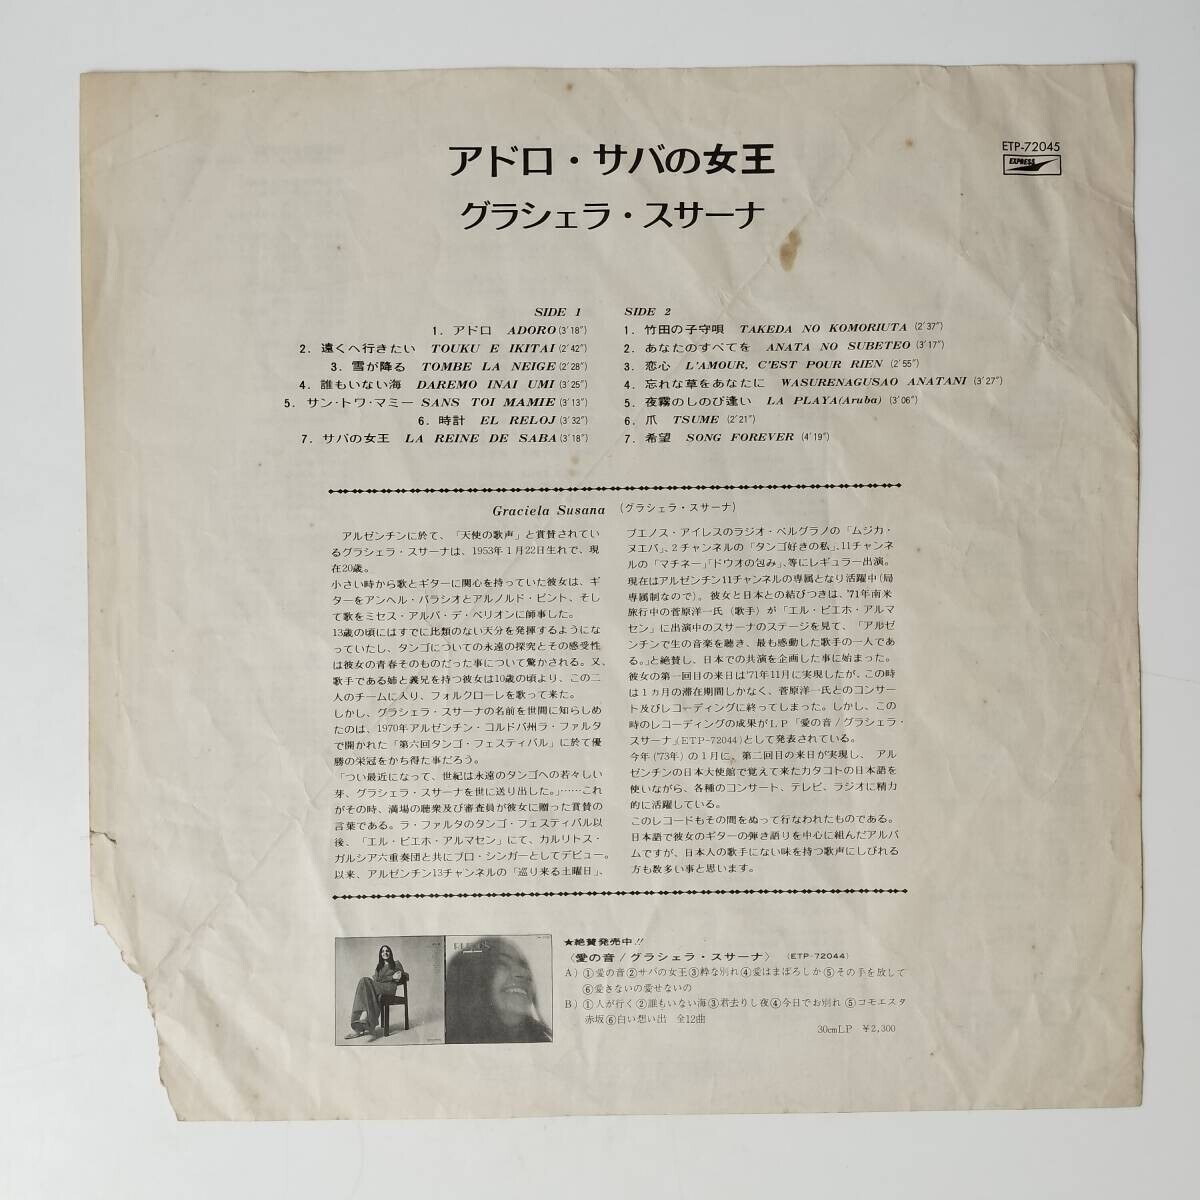 アドロ・サバの女王
グラシェラ・スサーナ
ETP-72045
EXPRESS
SIDE 1
1. アドロ ADORO(3′18″)
2. 遠くへ行きたい TOUKU E IKITAI(2′42″)
3. 雪が降る TOMBE LA NEIGE(2′28″)
4. 誰もいない海 DAREMO INAI UMI(3′25″)
5. サン・トワ・マミー SANS TOI MAMIE(3′13″)
6. 時計 EL RELOJ(3′32″)
7. サバの女王 LA REINE DE SABA(3′18″)
SIDE 2
1. 竹田の子守唄 TAKEDA NO KOMORIUTA(2′37″)
2. あなたのすべてを ANATA NO SUBETEO(3′17″)
3. 恋心 L'AMOUR, C'EST POUR RIEN(2′55″)
4. 忘れな草をあなたに WASURENAGUSAO ANATANI(3′27″)
5. 夜霧のしのび逢い LA PLAYA(Aruba)(3′06″)
6. 爪 TSUME(2′21″)
7. 希望 SONG FOREVER(4′19″)
Graciela Susana (グラシェラ・スサーナ)
アルゼンチンに於て、「天使の歌声」と賞賛されてい
るグラシェラ・スサーナは、1953年1月22日生れで、現
在20歳。
小さい時から歌とギターに関心を持っていた彼女は、ギ
ターをアンヘル・バラシオとアルノルド・ピント、そし
て歌をミセス・アルバ・デ・ペリオンに師事した。
13歳の頃にはすでに比類のない天分を発揮するようにな
っていたし、タンゴについての永遠の探究とその感受性
は彼女の青春そのものだった事について驚かされる。又、
歌手である姉と義兄を持つ彼女は10歳の頃より、この二
人のチームに入り、フォルクローレを歌って来た。
しかし、グラシェラ・スサーナの名前を世間に知らしめ
たのは、1970年アルゼンチン・コルドバ州ラ・ファルタ
で開かれた「第六回タンゴ・フェスティバル」に於て優
勝の栄冠をかち得た事だろう。
「つい最近になって、世紀は永遠のタンゴへの若々しい
芽、グラシェラ・スサーナを世に送り出した。」……これ
がその時、満場の聴衆及び審査員が彼女に贈った賞賛の
言葉である。ラ・ファルタのタンゴ・フェスティバル以
後、「エル・ビエホ・アルマセン」にて、カルリトス・
ガルシア六重奏団と共にプロ・シンガーとしてデビュー。
以来、アルゼンチン13チャンネルの「巡り来る土曜日」、
ブエノス・アイレスのラジオ・ベルグラノの「ムジカ・
ヌエバ」、2チャンネルの「タンゴ好きの私」、11チャンネ
ルの「マチネー」「ドウオの包み」、等にレギュラー出演。
現在はアルゼンチン11チャンネルの専属となり活躍中(局
専属制なので)。彼女と日本との結びつきは、'71年南米
旅行中の菅原洋一氏(歌手)が「エル・ビエホ・アルマ
セン」に出演中のスサーナのステージを見て、「アルゼ
ンチンで生の音楽を聴き、最も感動した歌手の一人であ
る。」と絶賛し、日本での共演を企画した事に始まった。
彼女の第一回目の来日は'71年11月に実現したが、この時
は1ヵ月の滞在期間しかなく、菅原洋一氏とのコンサー
ト及びレコーディングに終ってしまった。しかし、この
時のレコーディングの成果がLP「愛の音/グラシェラ・
スサーナ」(ETP-72044)として発表されている。
今年('73年)の1月に、第二回目の来日が実現し、アル
ゼンチンの日本大使館で覚えて来たカタコトの日本語を
使いながら、各種のコンサート、テレビ、ラジオに精力
的に活躍している。
このレコードもその間をぬって行なわれたものである。
日本語で彼女のギターの弾き語りを中心に組んだアルバ
ムですが、日本人の歌手にない味を持つ歌声にしびれる
方も数多い事と思います。
★絶賛発売中!!
〈愛の音/グラシェラ・スサーナ〉 (ETP-72044)
A) ①愛の音②サバの女王③粋な別れ④愛はまぼろしか⑤その手を放して
⑥愛さないの愛せないの
B) ①人が行く②誰もいない海③君去りし夜④今日でお別れ⑤コモエスタ
赤坂⑥白い想い出 全12曲
30cmLP ¥2,300